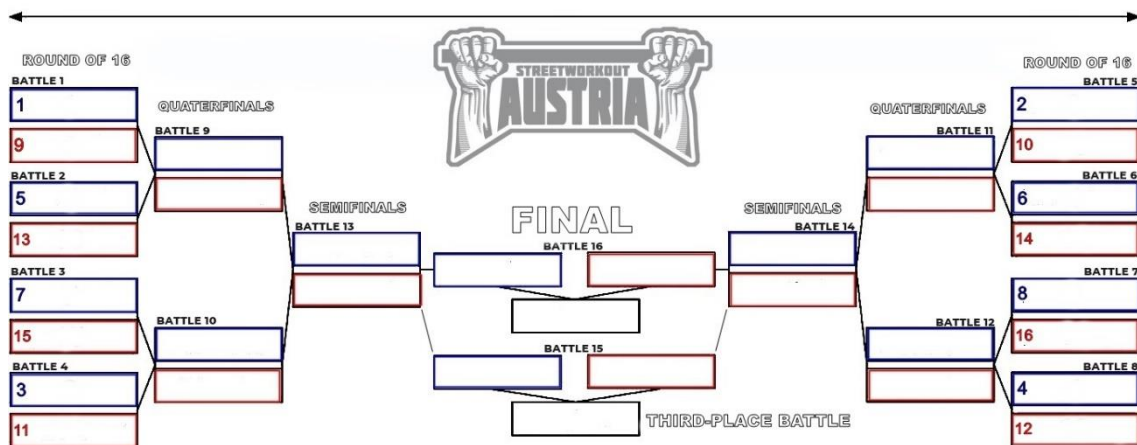 STREETWORKOUT
AUSTRIA
ROUND OF 16
BATTLE 1
1
9
BATTLE 2
5
13
BATTLE 3
7
15
BATTLE 4
3
11
QUATERFINALS
BATTLE 9
BATTLE 10
SEMIFINALS
BATTLE 13
FINAL
BATTLE 16
BATTLE 15
THIRD-PLACE BATTLE
SEMIFINALS
BATTLE 14
QUATERFINALS
BATTLE 11
BATTLE 12
ROUND OF 16
BATTLE 5
2
10
BATTLE 6
6
14
BATTLE 7
8
16
BATTLE 8
4
12